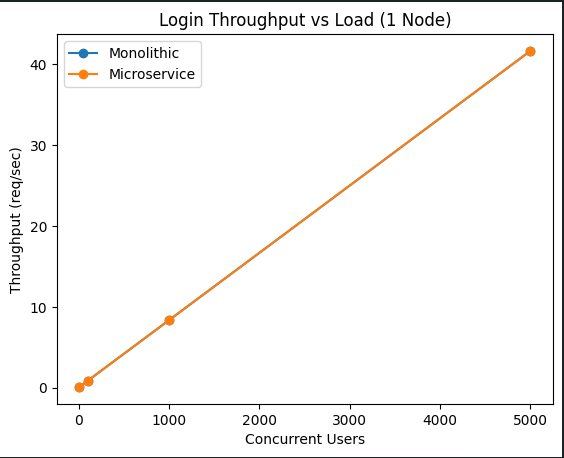 Login Throughput vs Load (1 Node)
Monolithic
Microservice
Throughput (req/sec)
40
30
20
10
0
0 1000 2000 3000 4000 5000
Concurrent Users